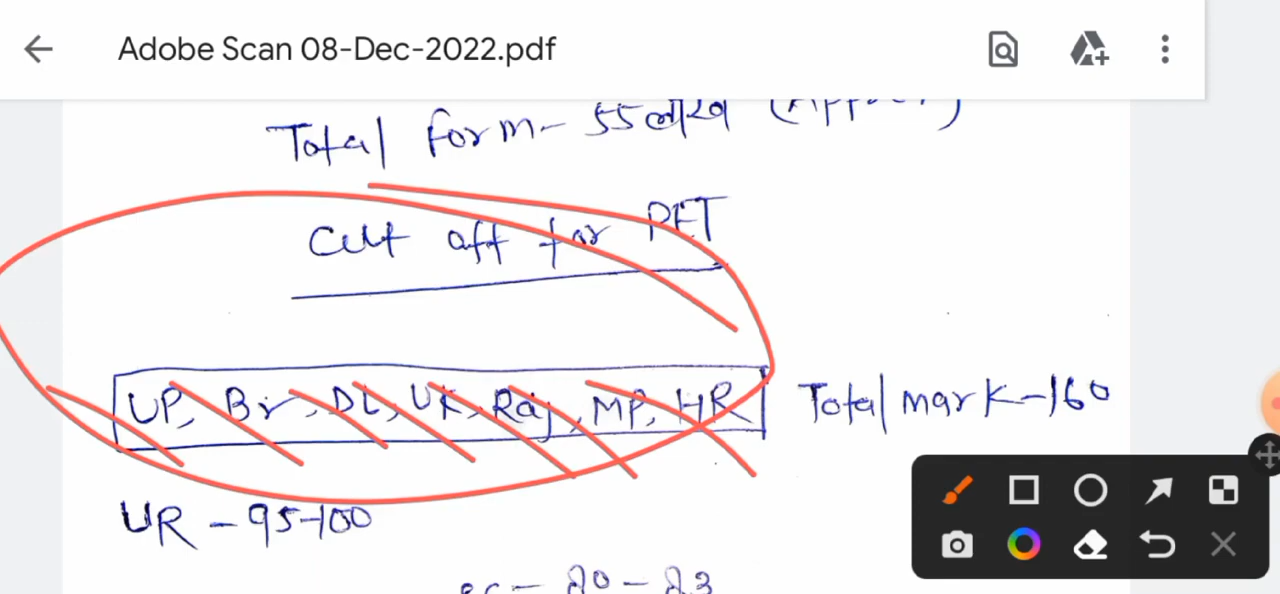 Adobe Scan 08-Dec-2022.pdf
Total form - 55 लाख
Cut off for PET
UP, Br, DL, UK, Raj, MP, HR
Total mark - 160
UR - 95-100